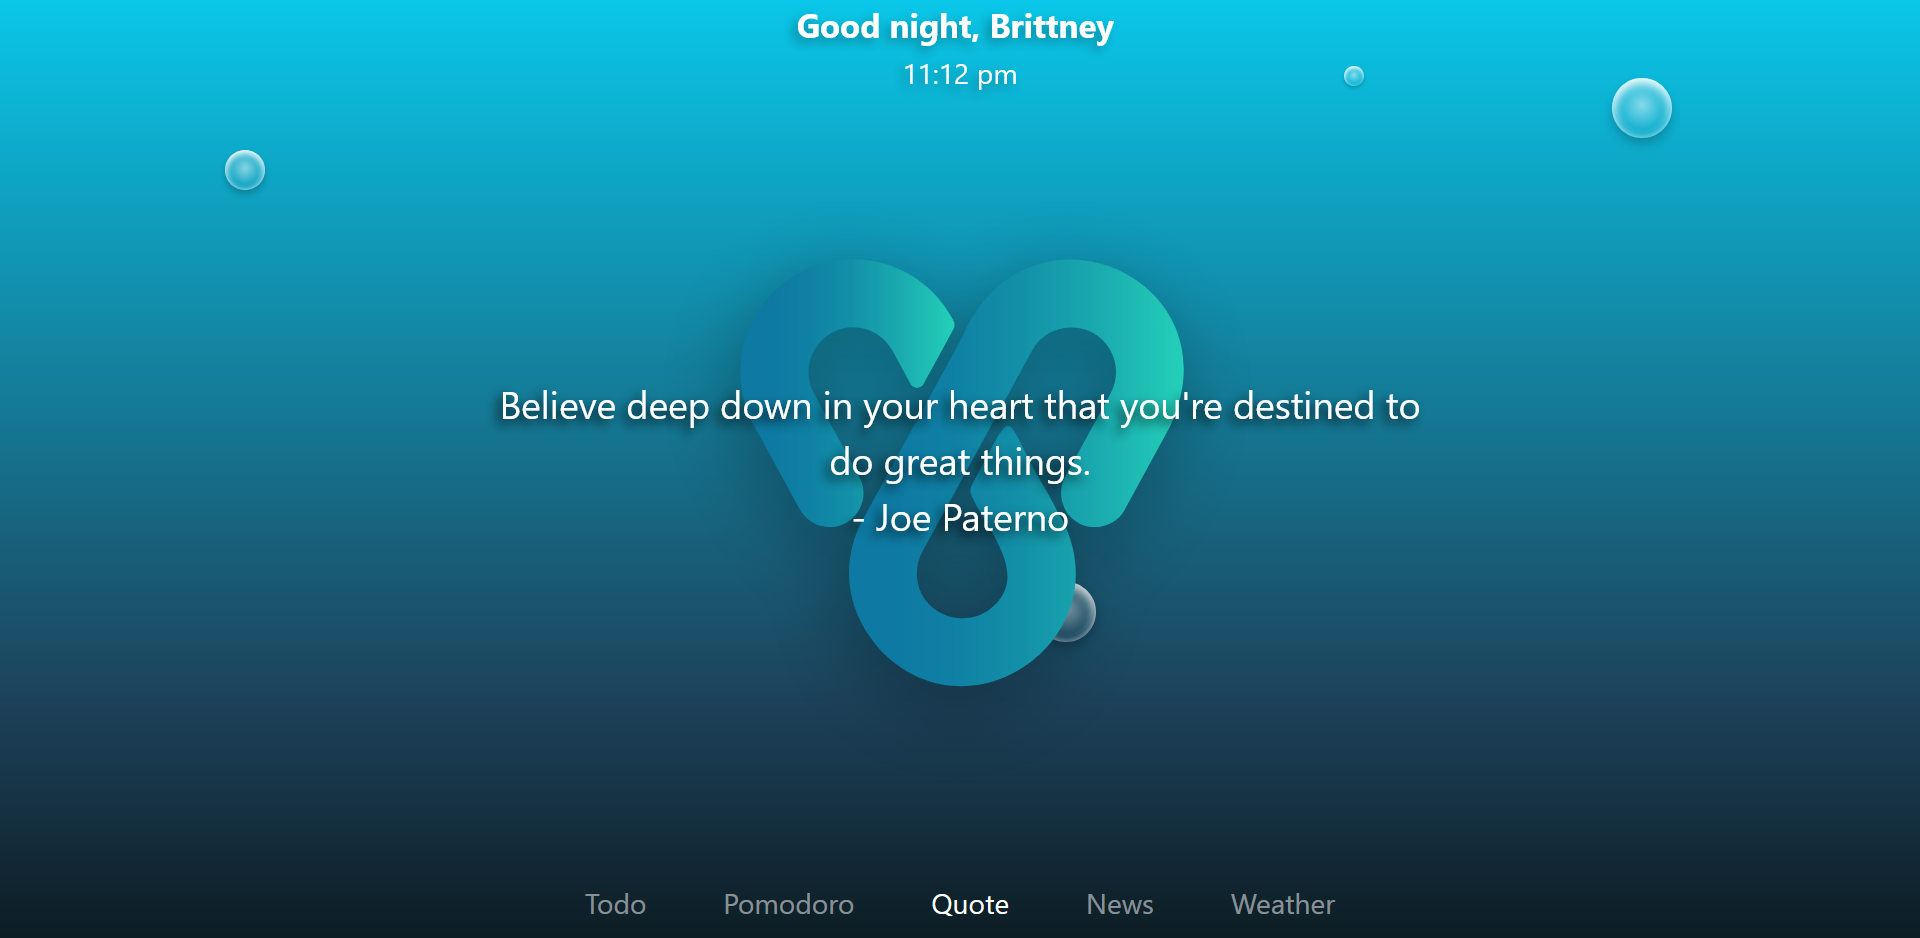 Good night, Brittney
11:12 pm
Believe deep down in your heart that you're destined to
do great things.
- Joe Paterno
Todo Pomodoro Quote News Weather